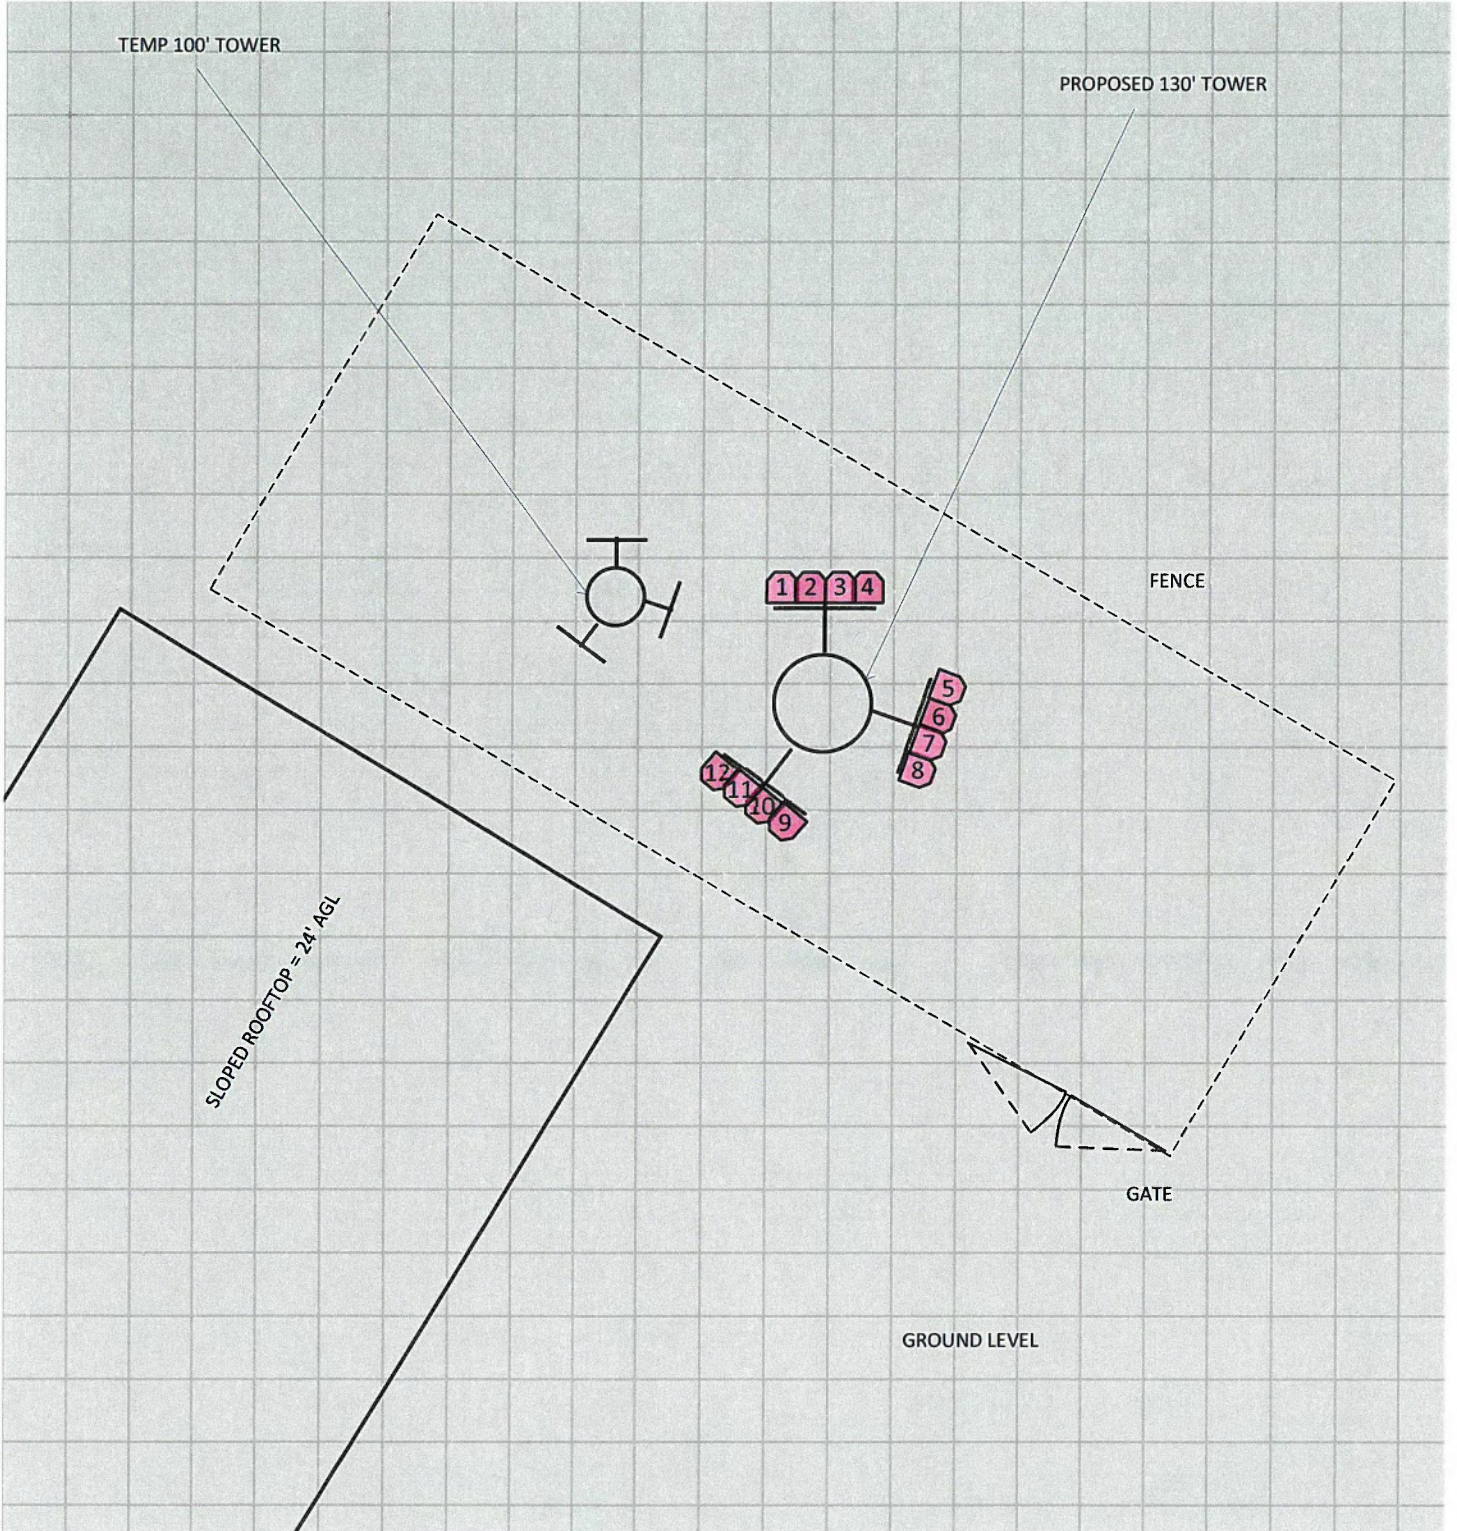 TEMP 100' TOWER
PROPOSED 130' TOWER
FENCE
1 2 3 4
5
6
7
8
12
11
10
9
SLOPED ROOFTOP = 24' AGL
GATE
GROUND LEVEL